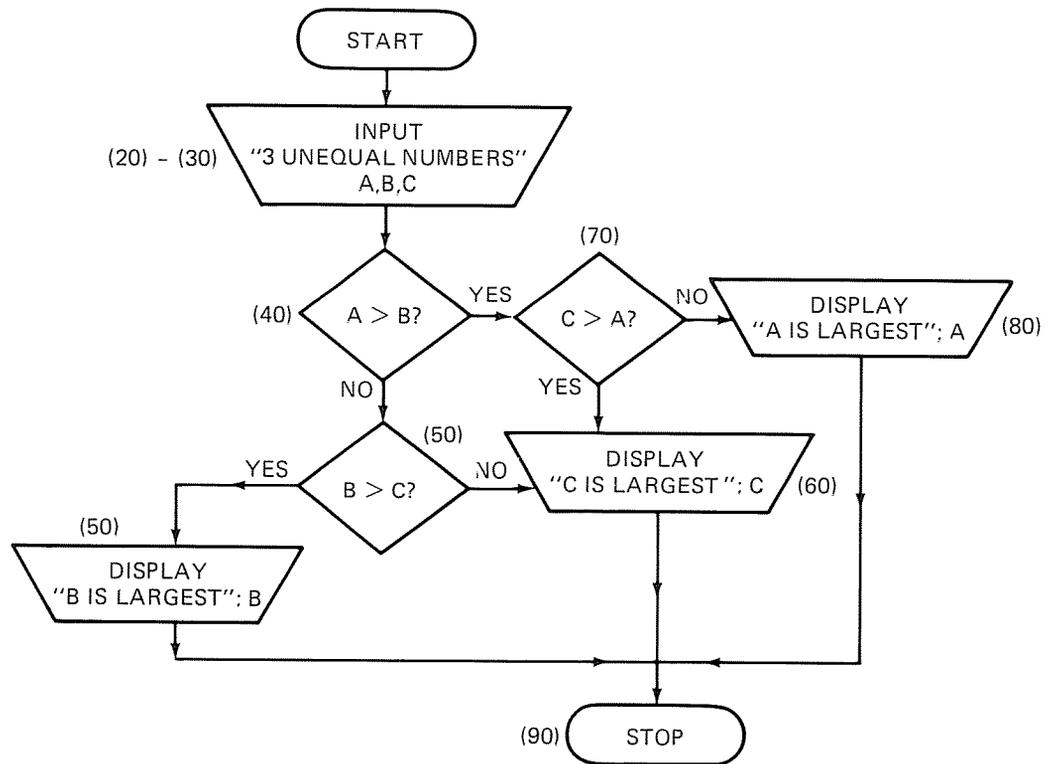 START
INPUT
(20) – (30)
"3 UNEQUAL NUMBERS"
A,B,C
(70)
(40)
A > B?
YES
C > A?
NO
DISPLAY
"A IS LARGEST"; A
(80)
NO
YES
(50)
YES
B > C?
NO
DISPLAY
"C IS LARGEST"; C
(60)
(50)
DISPLAY
"B IS LARGEST"; B
(90)
STOP